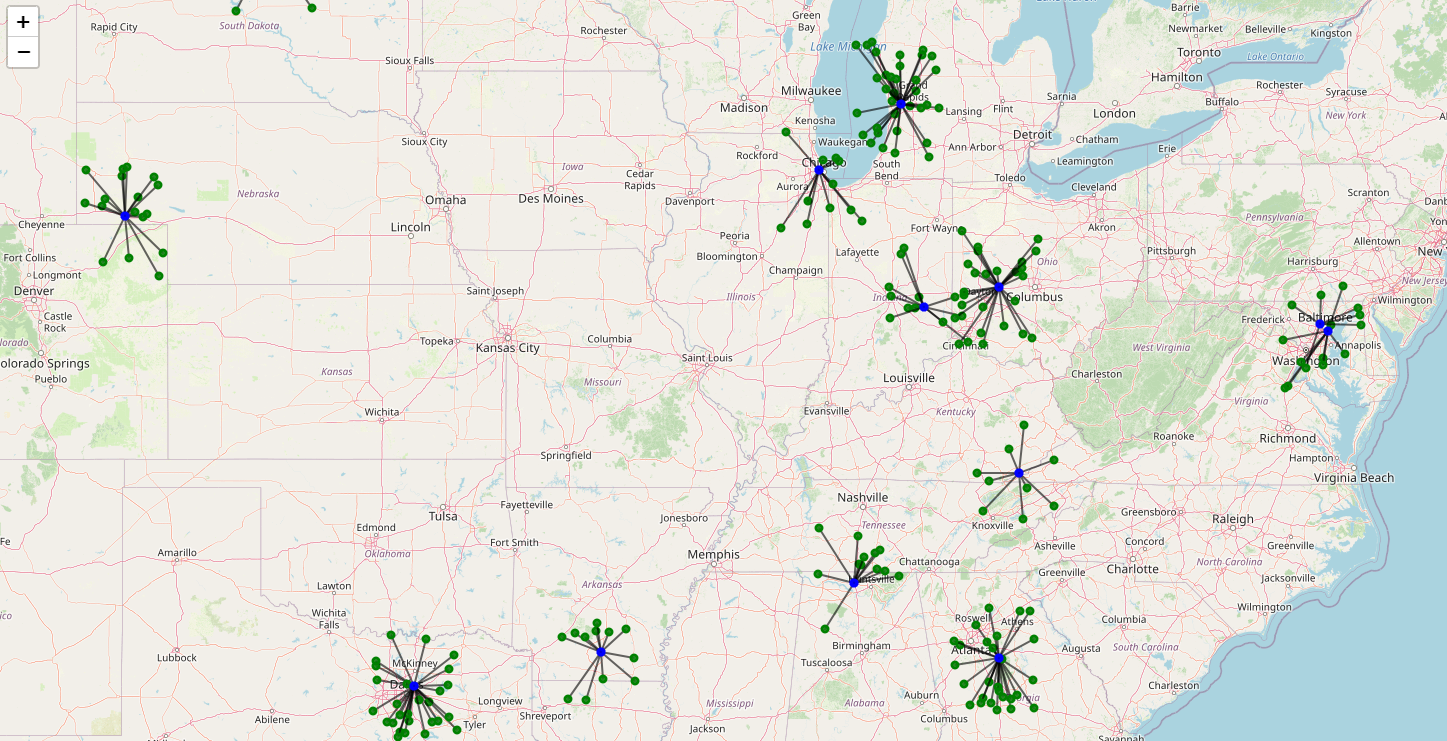 +
−
Rapid City
South Dakota
Rochester
Green
Bay
Barrie
Newmarket
Belleville
Kingston
Sioux Falls
Lake Michigan
Toronto
Lake Ontario
Hamilton
Rochester
Syracuse
Milwaukee
Madison
Grand
Rapids
Lansing
Flint
Sarnia
London
Buffalo
New York
Sioux City
Kenosha
Waukegan
Ann Arbor
Detroit
Chatham
Leamington
Erie
Iowa
Cedar
Rapids
Rockford
Chicago
Aurora
South
Bend
Toledo
Cleveland
Scranton
Nebraska
Omaha
Des Moines
Davenport
Cheyenne
Lincoln
Peoria
Fort Wayne
Akron
Pennsylvania
Allentown
Fort Collins
Longmont
Bloomington
Lafayette
Pittsburgh
Harrisburg
New
Denver
Saint Joseph
Champaign
Illinois
Ohio
Columbus
New Jersey
Wilmington
Castle
Rock
Topeka
Kansas City
Columbia
Saint Louis
Cincinnati
West Virginia
Frederick
Baltimore
Annapolis
Washington
olorado Springs
Pueblo
Kansas
Missouri
Louisville
Charleston
Wichita
Evansville
Kentucky
Virginia
Roanoke
Richmond
Hampton
Virginia Beach
Springfield
Nashville
Tulsa
Fayetteville
Jonesboro
Tennessee
Knoxville
Greensboro
Raleigh
Edmond
Oklahoma
Fort Smith
Memphis
Chattanooga
Asheville
Concord
Charlotte
Greenville
Fe
Amarillo
Lawton
Arkansas
Huntsville
Greenville
North Carolina
Jacksonville
Wichita
Falls
Roswell
Athens
Columbia
Wilmington
Lubbock
McKinney
Birmingham
Tuscaloosa
Atlanta
Augusta
South Carolina
Abilene
Longview
Tyler
Shreveport
Mississippi
Jackson
Auburn
Alabama
Columbus
Charleston
Savannah